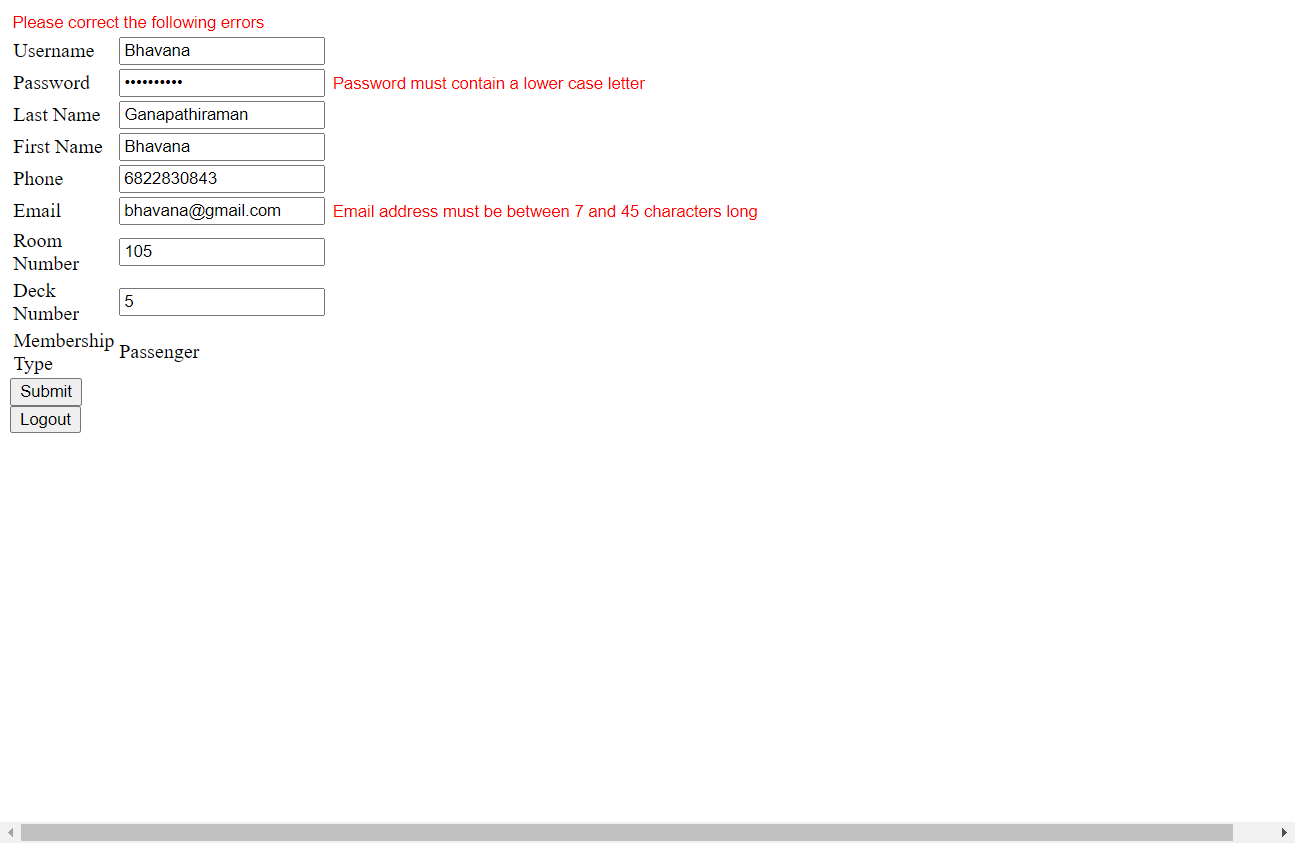 Please correct the following errors
Username Bhavana
Password •••••••••• Password must contain a lower case letter
Last Name Ganapathiraman
First Name Bhavana
Phone 6822830843
Email bhavana@gmail.com Email address must be between 7 and 45 characters long
Room
Number 105
Deck
Number 5
Membership
Type Passenger
Submit
Logout